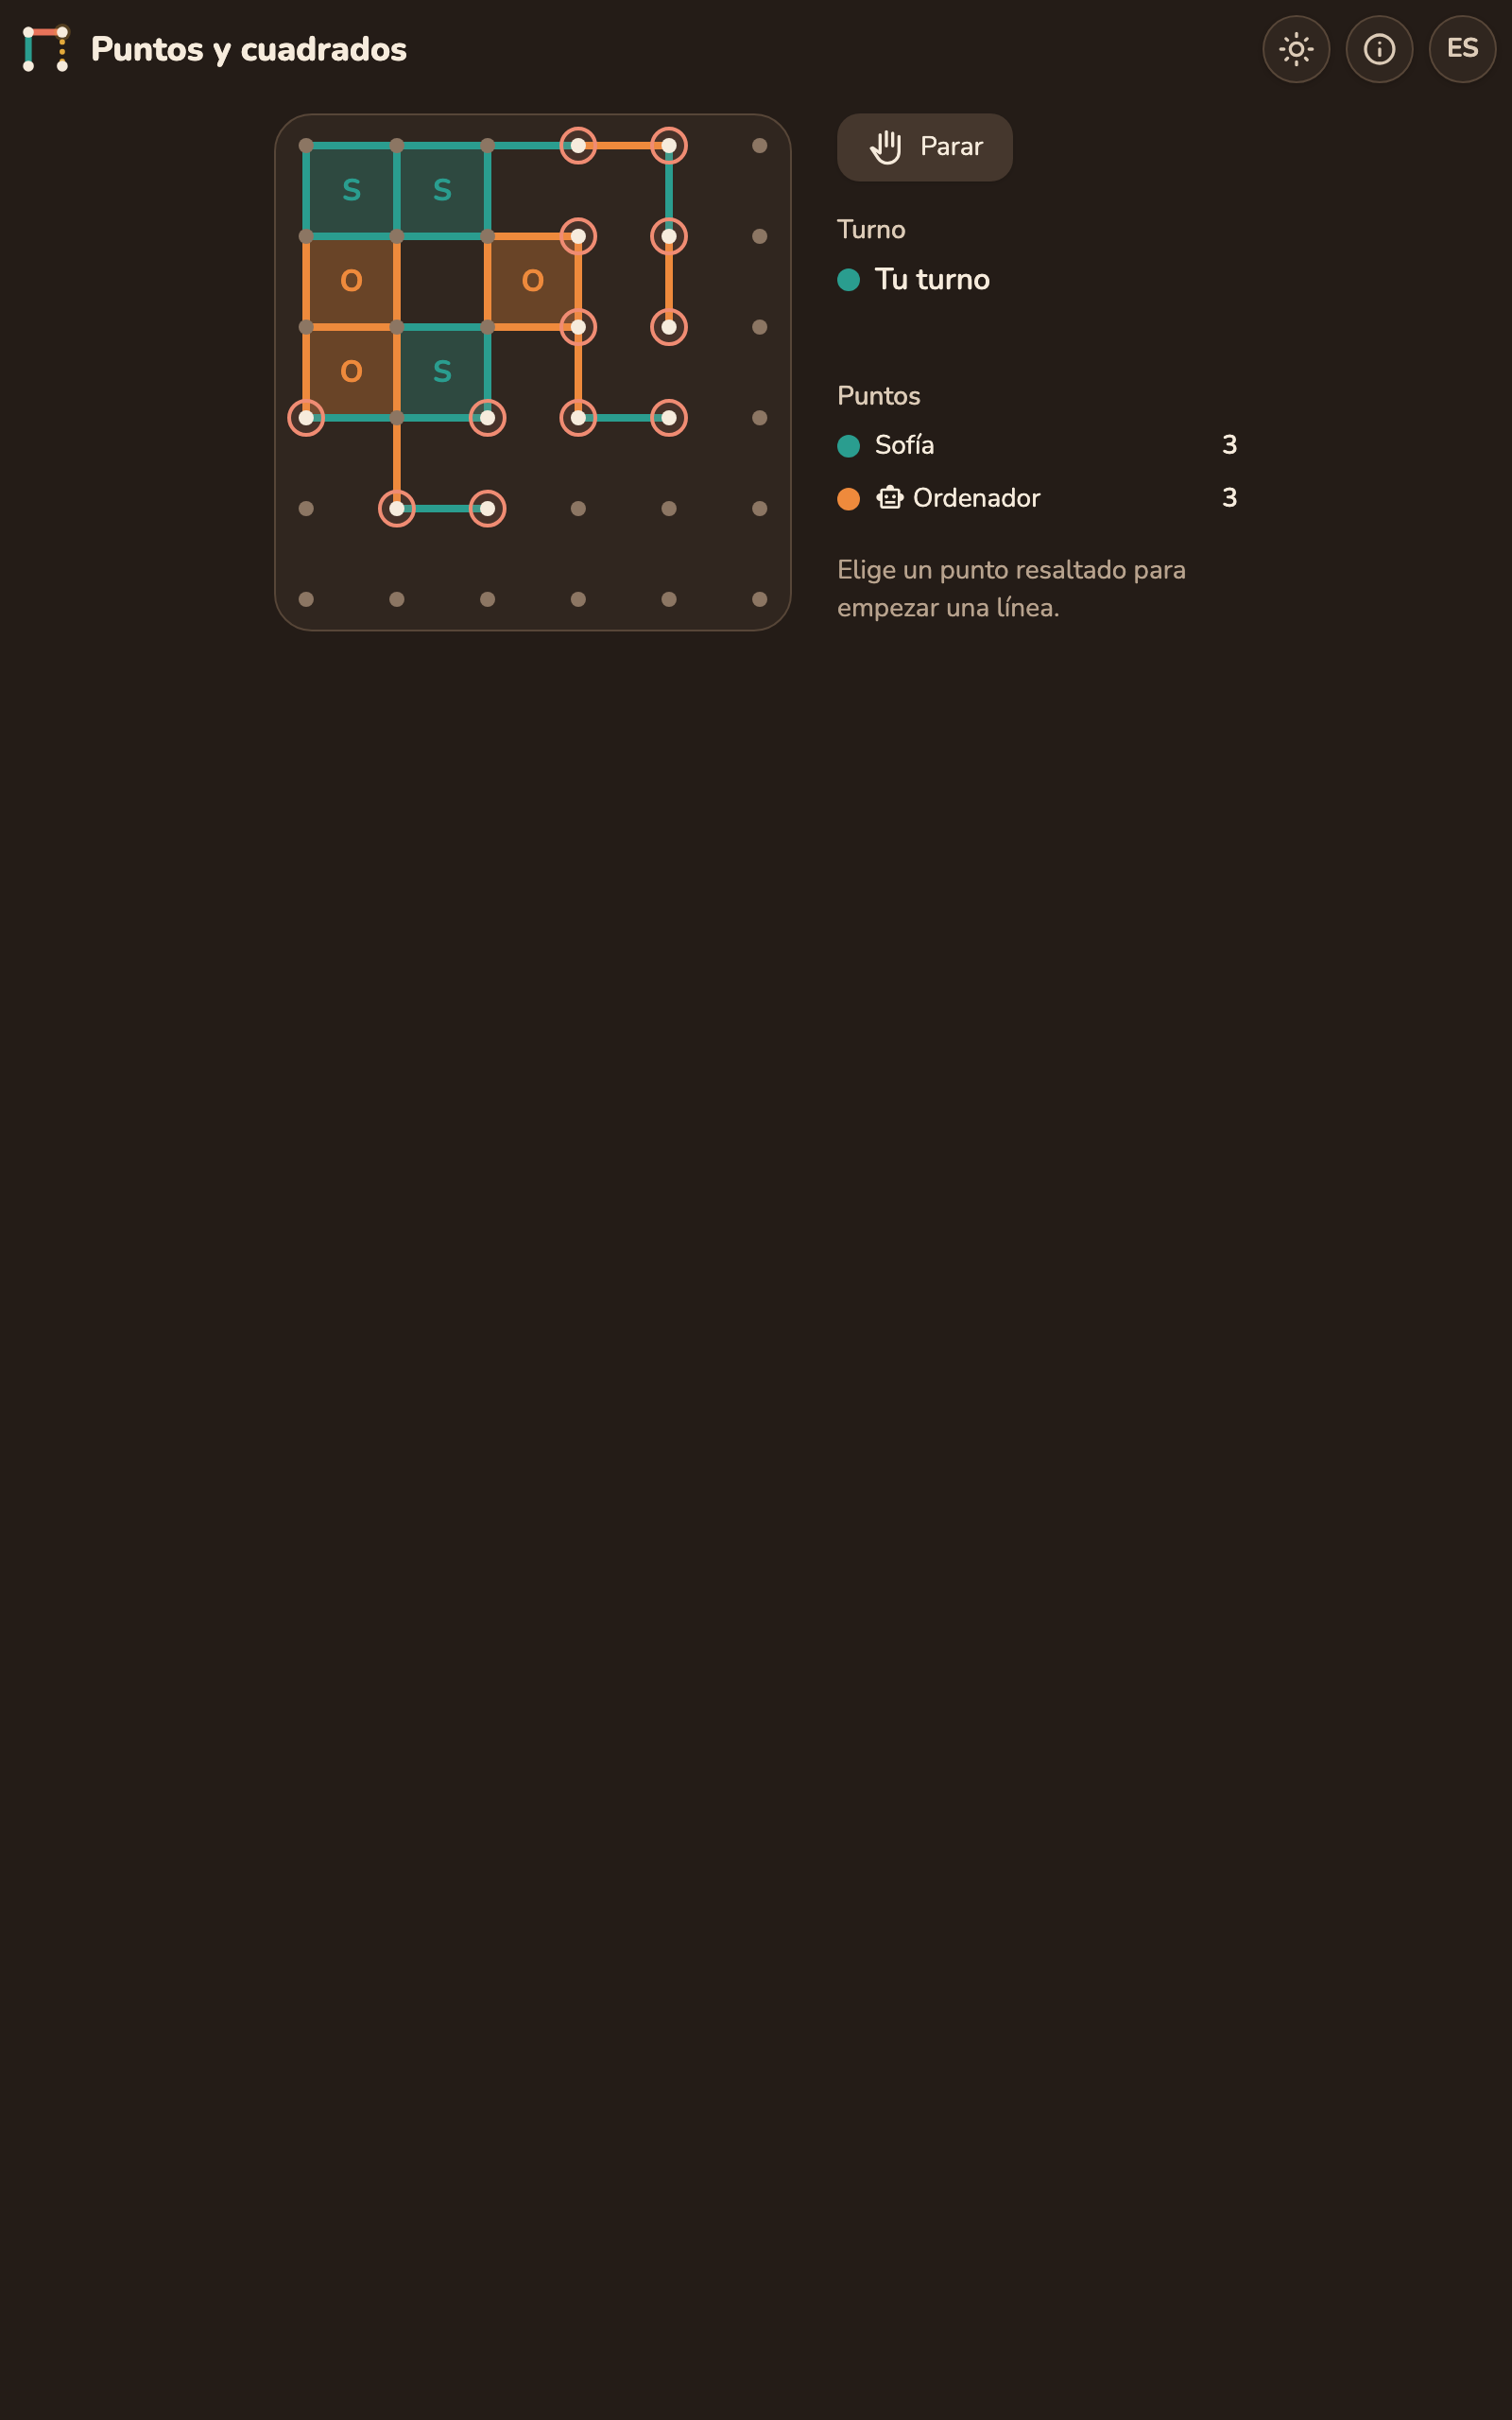 Puntos y cuadrados
ES
S S
O O
O S
Parar
Turno
Tu turno
Puntos
Sofía 3
Ordenador 3
Elige un punto resaltado para
empezar una línea.